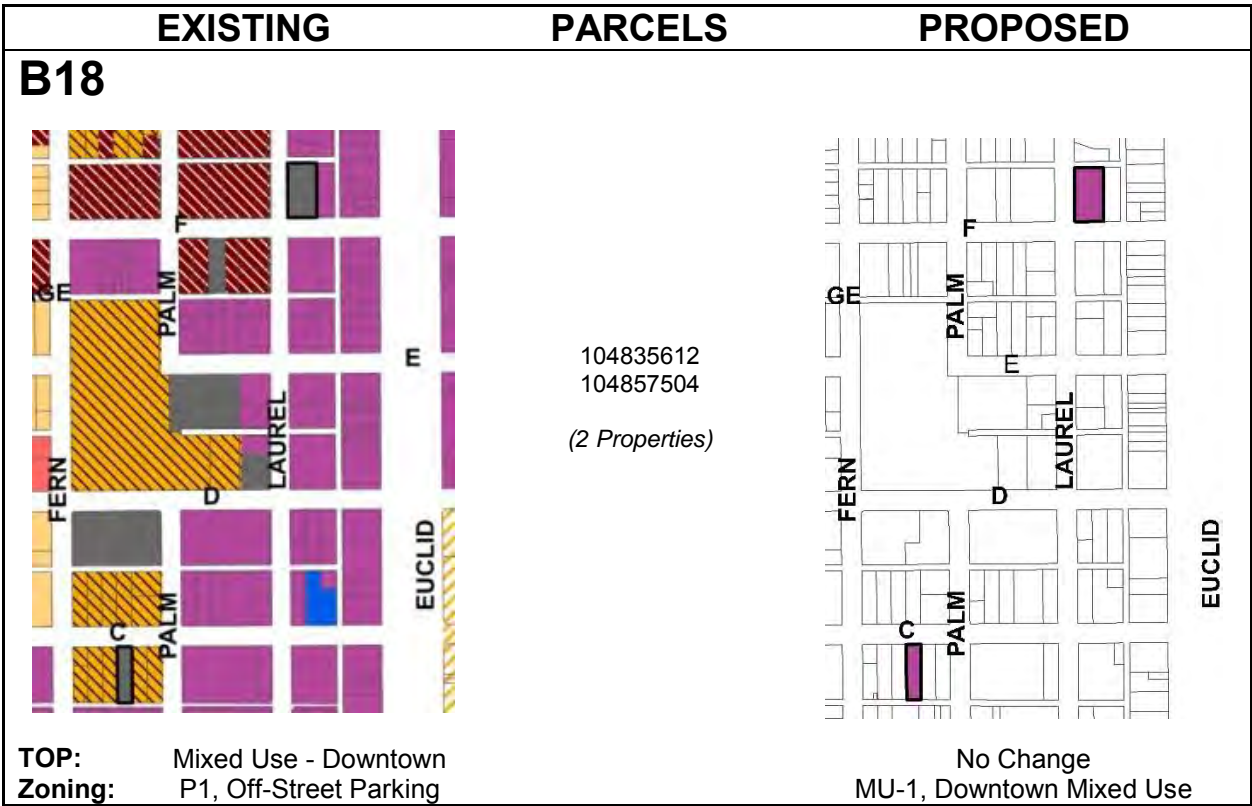 EXISTING PARCELS PROPOSED
B18
F
GE
PALM
E
LAUREL
FERN
D
EUCLID
C
PALM
104835612
104857504
(2 Properties)
F
GE
PALM
E
LAUREL
FERN
D
EUCLID
C
PALM
TOP: Mixed Use - Downtown No Change
Zoning: P1, Off-Street Parking MU-1, Downtown Mixed Use